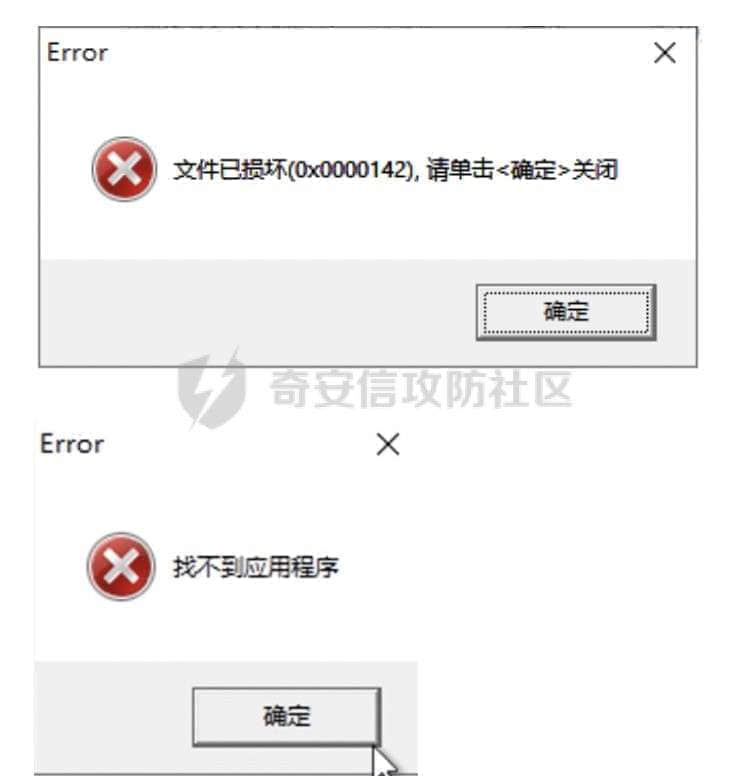 Error
文件已损坏(0x0000142), 请单击<确定>关闭
确定
奇安信攻防社区
Error
找不到应用程序
确定